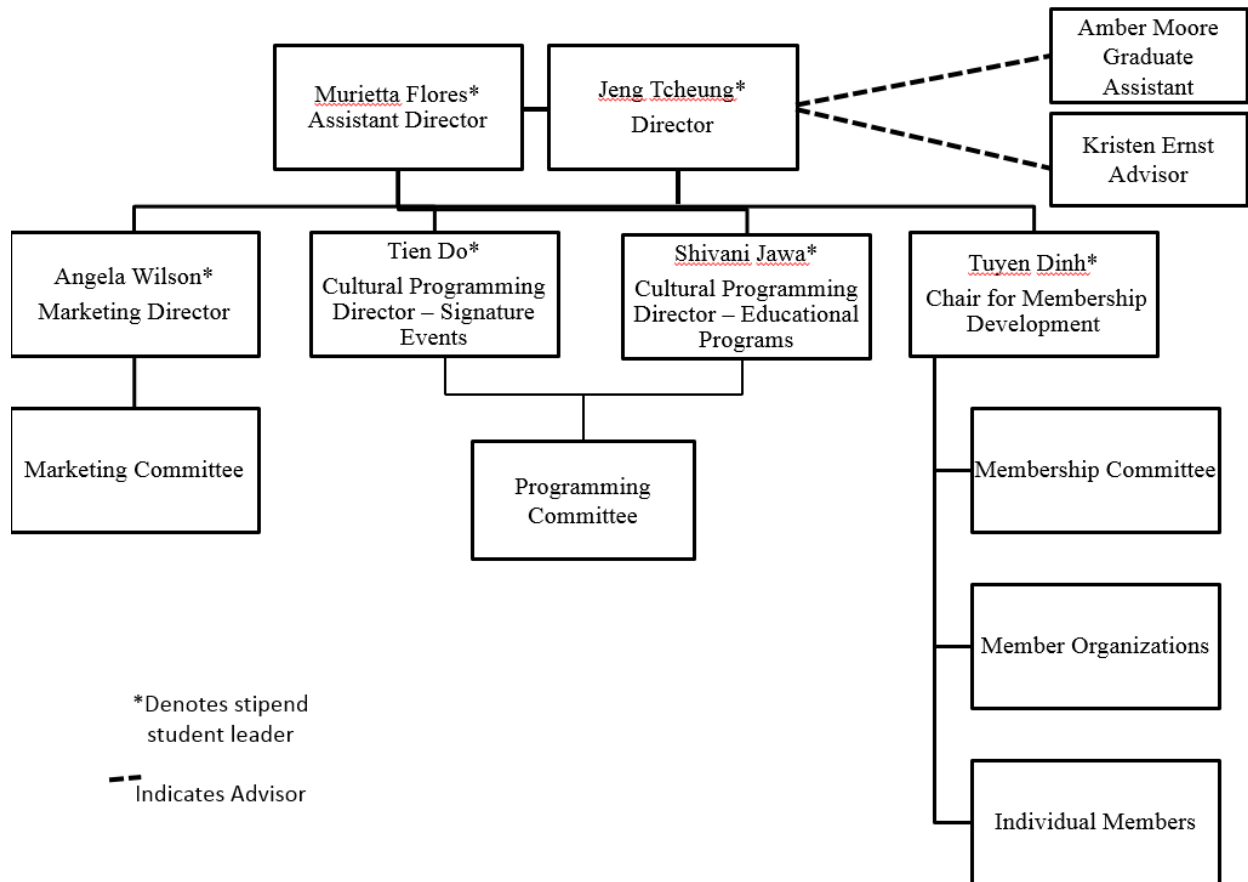 Murietta Flores*
Assistant Director
Jeng Tcheung*
Director
Amber Moore
Graduate
Assistant
Kristen Ernst
Advisor
Angela Wilson*
Marketing Director
Tien Do*
Cultural Programming
Director – Signature
Events
Shivani Jawa*
Cultural Programming
Director – Educational
Programs
Tuyen Dinh*
Chair for Membership
Development
Marketing Committee
Programming
Committee
Membership Committee
Member Organizations
Individual Members
*Denotes stipend
student leader
Indicates Advisor